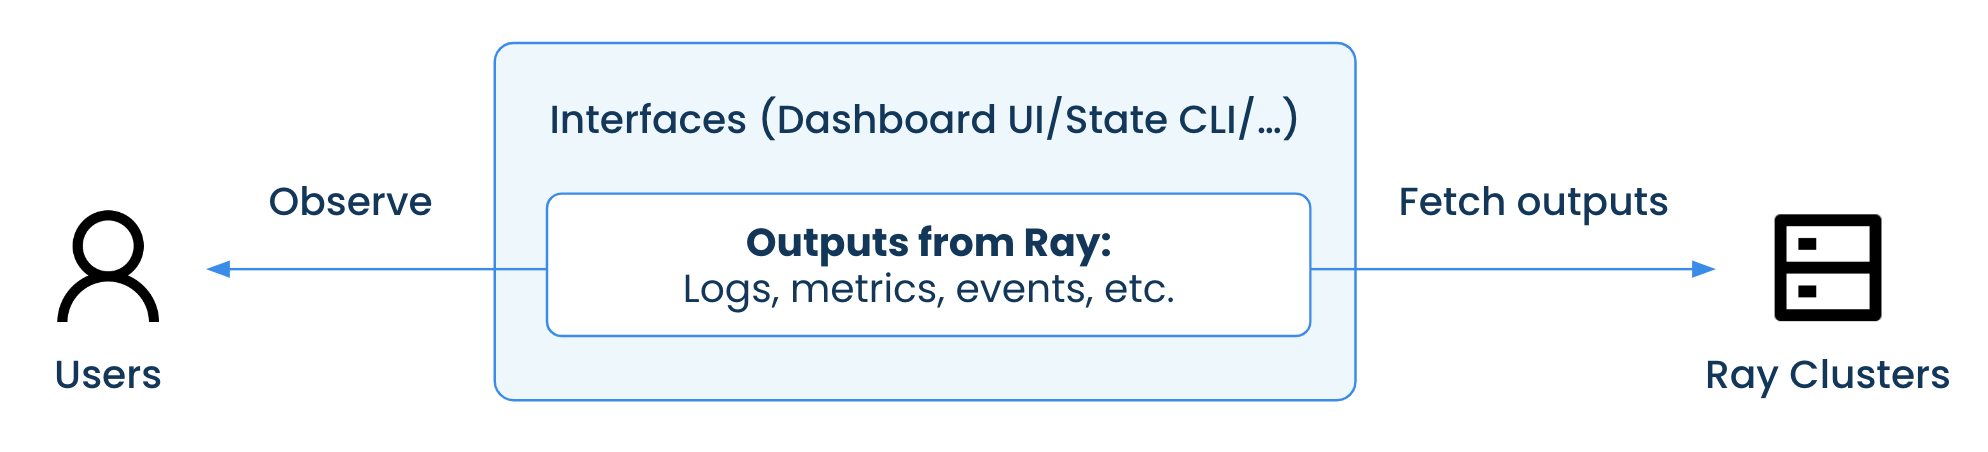 Interfaces (Dashboard UI/State CLI/...)
Observe
Fetch outputs
Outputs from Ray:
Logs, metrics, events, etc.
Users
Ray Clusters